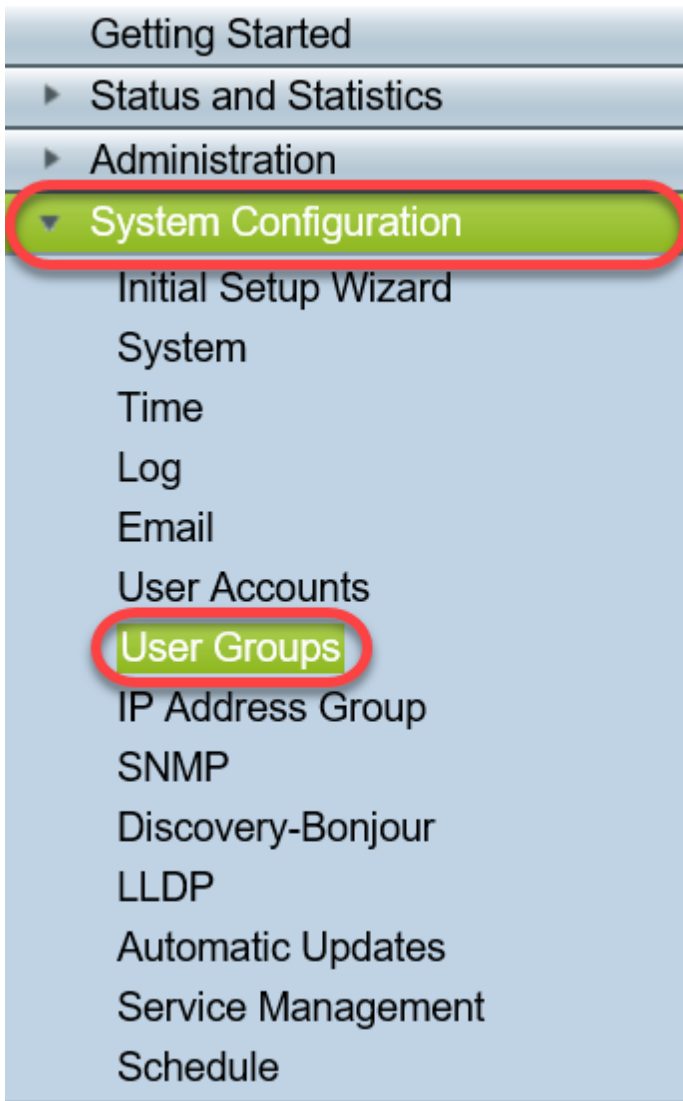 Getting Started
Status and Statistics
Administration
System Configuration
Initial Setup Wizard
System
Time
Log
Email
User Accounts
User Groups
IP Address Group
SNMP
Discovery-Bonjour
LLDP
Automatic Updates
Service Management
Schedule